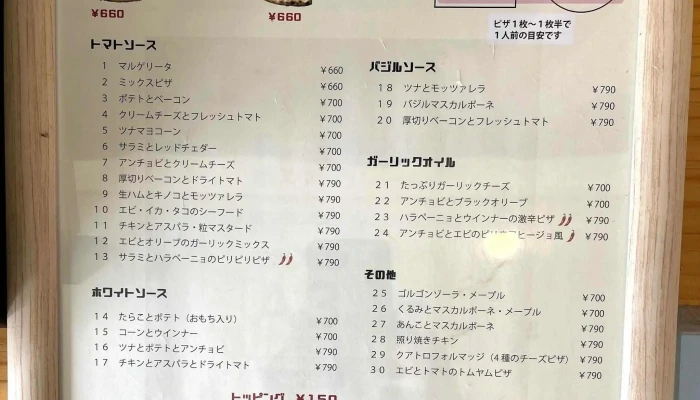 ¥660
¥660
ピザ1枚〜1枚半で
1人前の目安です
トマトソース
1 マルゲリータ ¥660
2 ミックスピザ ¥660
3 ポテトとベーコン ¥700
4 クリームチーズとフレッシュトマト ¥700
5 ツナマヨコーン ¥700
6 サラミとレッドチェダー ¥700
7 アンチョビとクリームチーズ ¥700
8 厚切りベーコンとドライトマト ¥790
9 生ハムとキノコとモッツァレラ ¥790
10 エビ・イカ・タコのシーフード ¥790
11 チキンとアスパラ・粒マスタード ¥790
12 エビとオリーブのガーリックミックス ¥790
13 サラミとハラペーニョのピリピリピザ ¥790
ホワイトソース
14 たらことポテト（おもち入り） ¥700
15 コーンとウインナー ¥700
16 ツナとポテトとアンチョビ ¥790
17 チキンとアスパラとドライトマト ¥790
バジルソース
18 ツナとモッツァレラ ¥790
19 バジルマスカルポーネ ¥790
20 厚切りベーコンとフレッシュトマト ¥790
ガーリックオイル
21 たっぷりガーリックチーズ ¥700
22 アンチョビとブラックオリーブ ¥700
23 ハラペーニョとウインナーの激辛ピザ ¥790
24 アンチョビとエビの ヒージョ風 ¥790
その他
25 ゴルゴンゾーラ・メープル ¥700
26 くるみとマスカルポーネ・メープル ¥700
27 あんことマスカルポーネ ¥790
28 照り焼きチキン ¥790
29 クアトロフォルマッジ（4種のチーズピザ） ¥790
30 エビとトマトのトムヤムピザ ¥790
トッピング ¥150